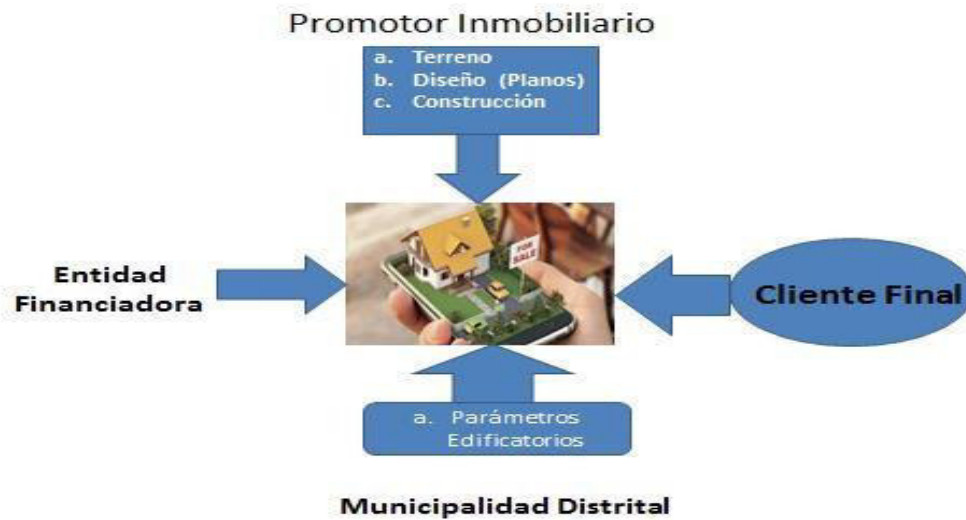 Promotor Inmobiliario
a. Terreno
b. Diseño (Planos)
c. Construcción
FOR
SALE
Entidad
Financiadora
Cliente Final
a. Parámetros
Edificatorios
Municipalidad Distrital